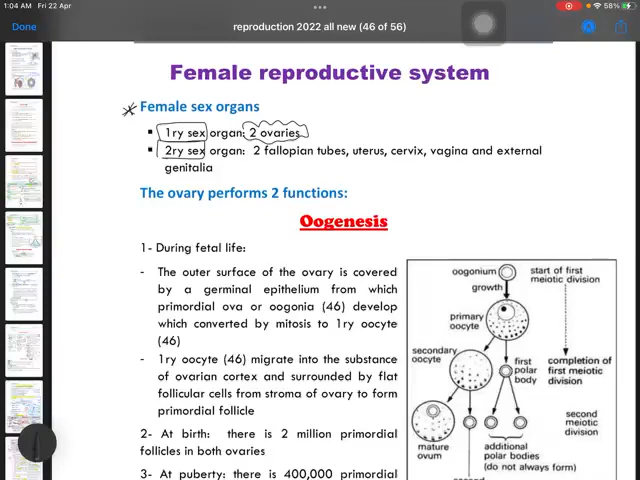 1:04 AM Fri 22 Apr
58%
Done
reproduction 2022 all new (46 of 56)
Female reproductive system
Female sex organs
▪ 1ry sex organ: 2 ovaries
▪ 2ry sex organ: 2 fallopian tubes, uterus, cervix, vagina and external
genitalia
The ovary performs 2 functions:
Oogenesis
1- During fetal life:
- The outer surface of the ovary is covered
by a germinal epithelium from which
primordial ova or oogonia (46) develop
which converted by mitosis to 1ry oocyte
(46)
- 1ry oocyte (46) migrate into the substance
of ovarian cortex and surrounded by flat
follicular cells from stroma of ovary to form
primordial follicle
2- At birth: there is 2 million primordial
follicles in both ovaries
3- At puberty: there is 400,000 primordial
oogonium
growth
start of first
meiotic division
primary
oocyte
secondary
oocyte
first
polar
body
completion of
first meiotic
division
second
meiotic
division
mature
ovum
additional
polar bodies
(do not always form)
second